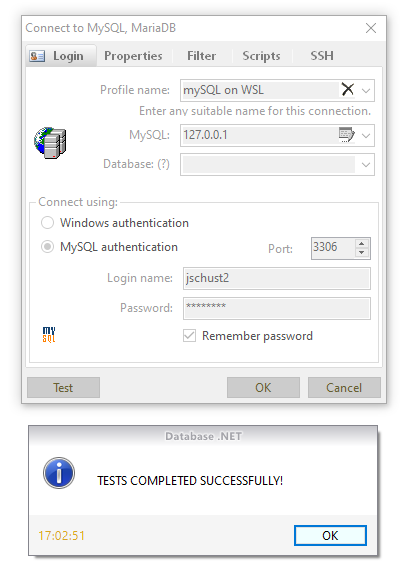 Connect to MySQL, MariaDB
Login Properties Filter Scripts SSH
Profile name: mySQL on WSL
Enter any suitable name for this connection.
MySQL: 127.0.0.1
Database: (?)
Connect using:
Windows authentication
MySQL authentication Port: 3306
Login name: jschust2
Password: ********
my
sql
Remember password
Test OK Cancel
Database .NET
TESTS COMPLETED SUCCESSFULLY!
17:02:51 OK